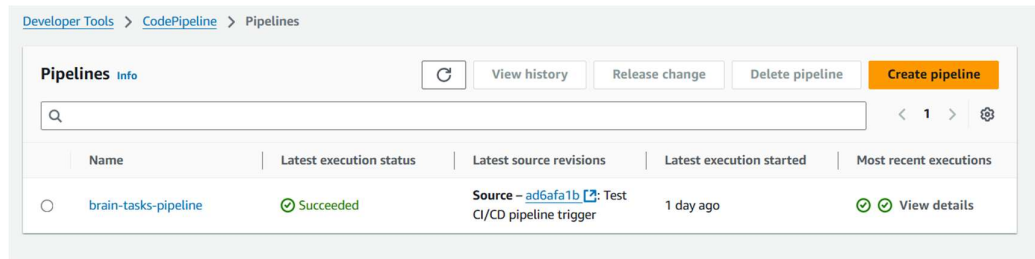 Developer Tools > CodePipeline > Pipelines
Pipelines Info
View history
Release change
Delete pipeline
Create pipeline
< 1 >
Name
Latest execution status
Latest source revisions
Latest execution started
Most recent executions
brain-tasks-pipeline
Succeeded
Source – ad6afa1b : Test
CI/CD pipeline trigger
1 day ago
View details